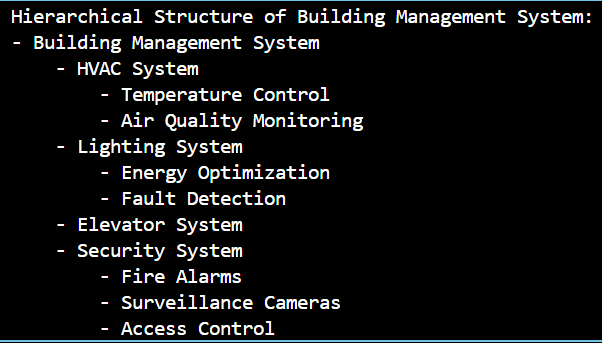 Hierarchical Structure of Building Management System:
- Building Management System
    - HVAC System
        - Temperature Control
        - Air Quality Monitoring
    - Lighting System
        - Energy Optimization
        - Fault Detection
    - Elevator System
    - Security System
        - Fire Alarms
        - Surveillance Cameras
        - Access Control